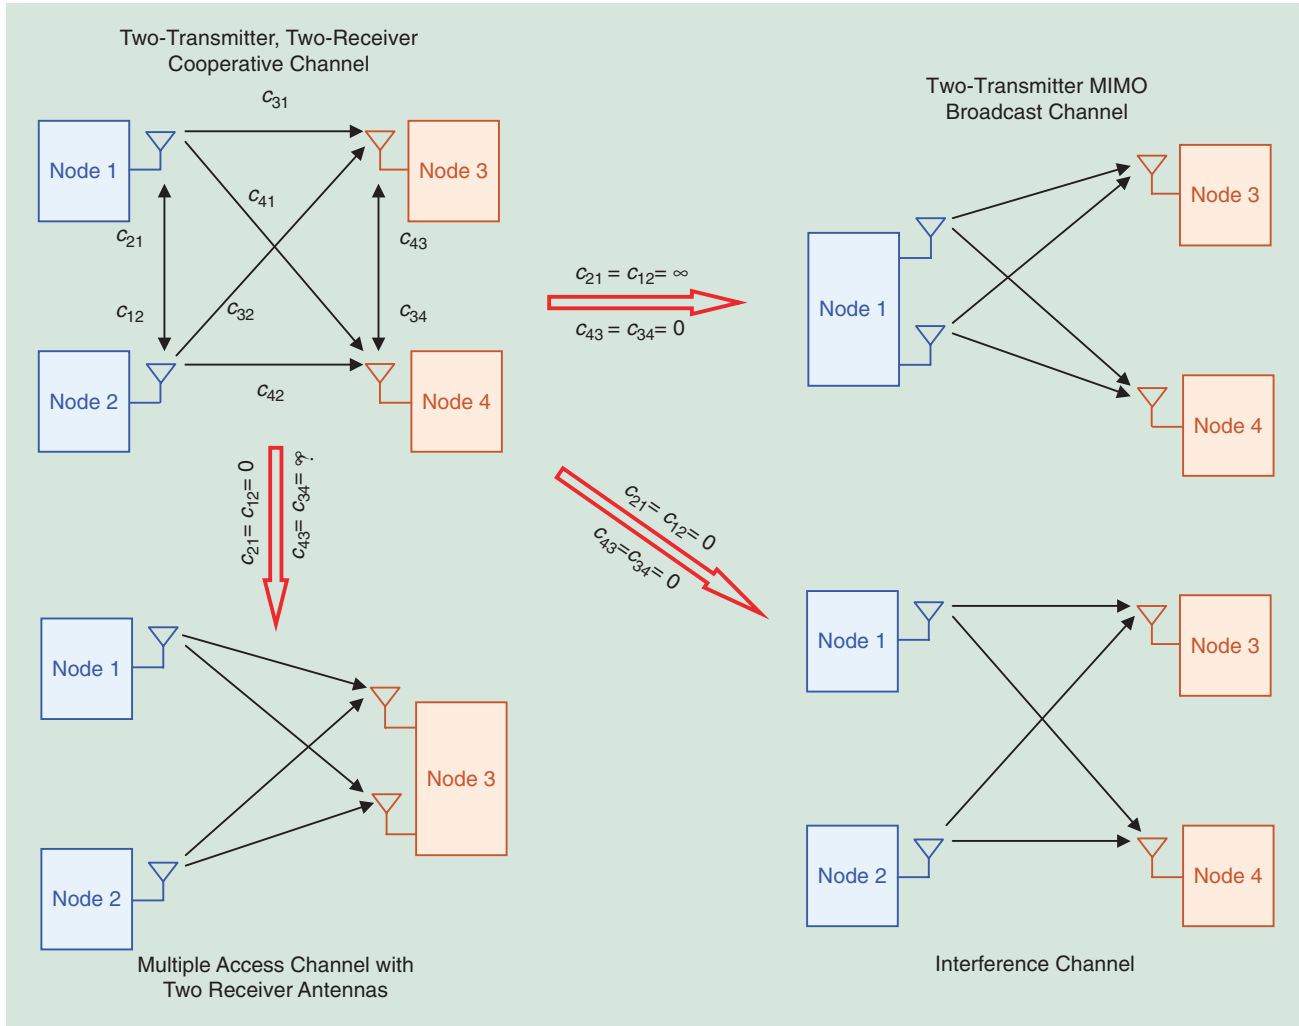 Two-Transmitter, Two-Receiver
Cooperative Channel
c31
Node 1
Node 3
c41
c21
c43
c12
c32
c34
Node 2
Node 4
c42
Two-Transmitter MIMO
Broadcast Channel
Node 3
Node 1
Node 4
c21 = c12= ∞
c43 = c34= 0
c21= c12= 0
c43= c34= ∞.
c21= c12= 0
c43=c34= 0
Node 1
Node 3
Node 2
Multiple Access Channel with
Two Receiver Antennas
Node 1
Node 3
Node 2
Node 4
Interference Channel